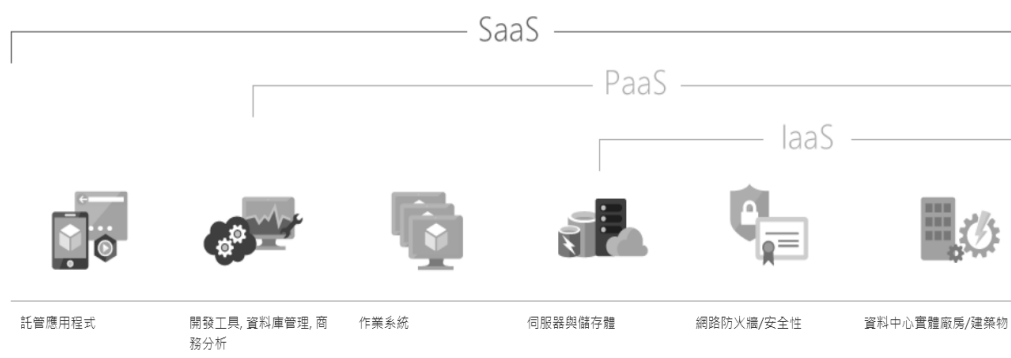 SaaS
PaaS
IaaS
託管應用程式
開發工具, 資料庫管理, 商
務分析
作業系統
伺服器與儲存體
網路防火牆/安全性
資料中心實體廠房/建築物